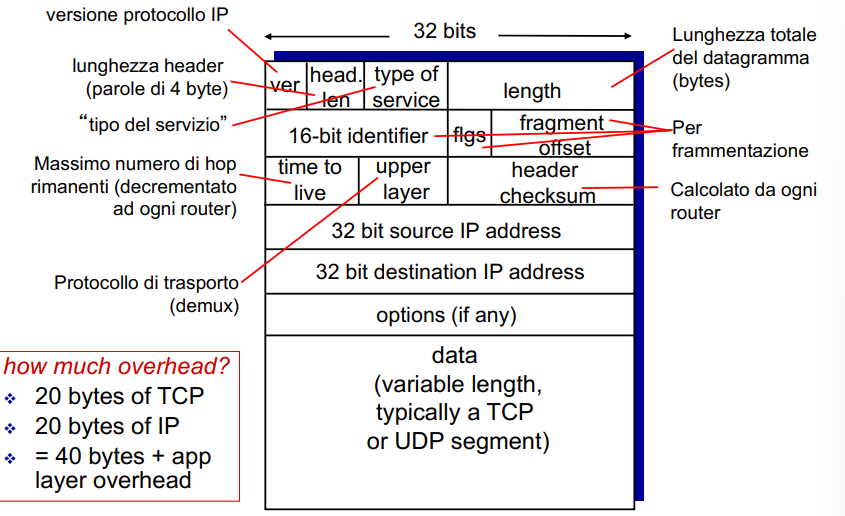 versione protocollo IP
32 bits
Lunghezza totale
del datagramma
(bytes)
lunghezza header
(parole di 4 byte)
ver
head.
len
type of
service
length
“tipo del servizio”
16-bit identifier
flgs
fragment
offset
Per
frammentazione
Massimo numero di hop
rimanenti (decrementato
ad ogni router)
time to
live
upper
layer
header
checksum
Calcolato da ogni
router
32 bit source IP address
Protocollo di trasporto
(demux)
32 bit destination IP address
options (if any)
data
(variable length,
typically a TCP
or UDP segment)
how much overhead?
❖ 20 bytes of TCP
❖ 20 bytes of IP
❖ = 40 bytes + app
layer overhead